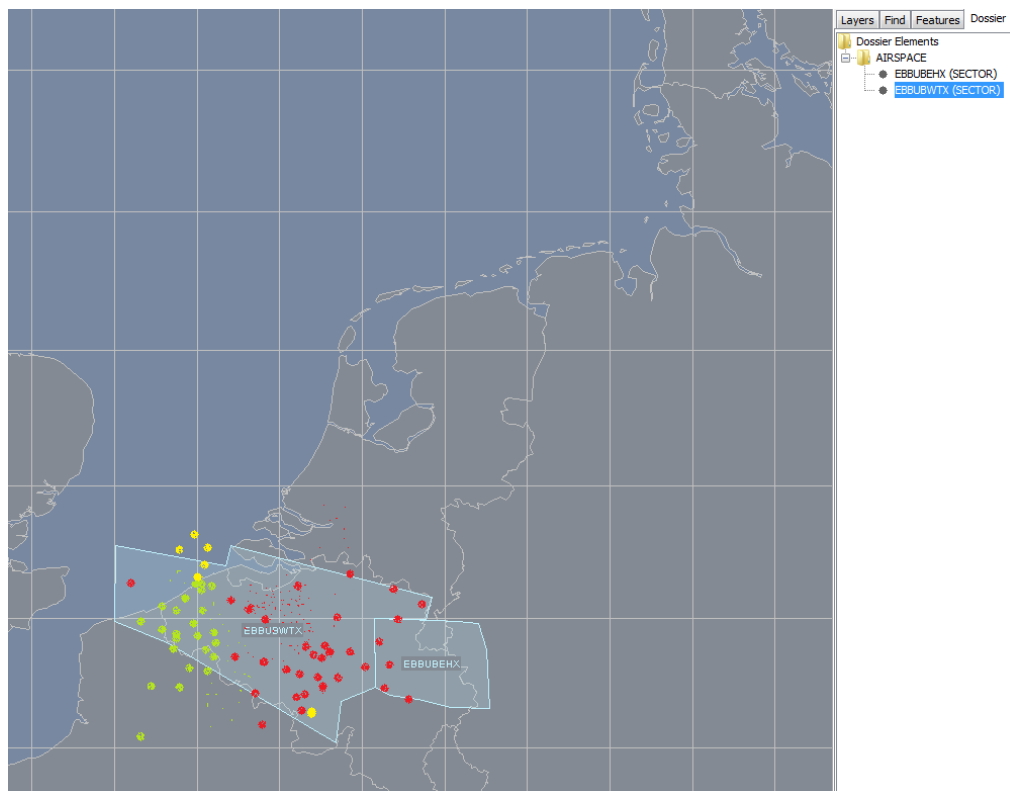 Layers Find Features Dossier
Dossier Elements
AIRSPACE
EBBUBEHX (SECTOR)
EBBUBWTX (SECTOR)
EBBUBWTX
EBBUBEHX